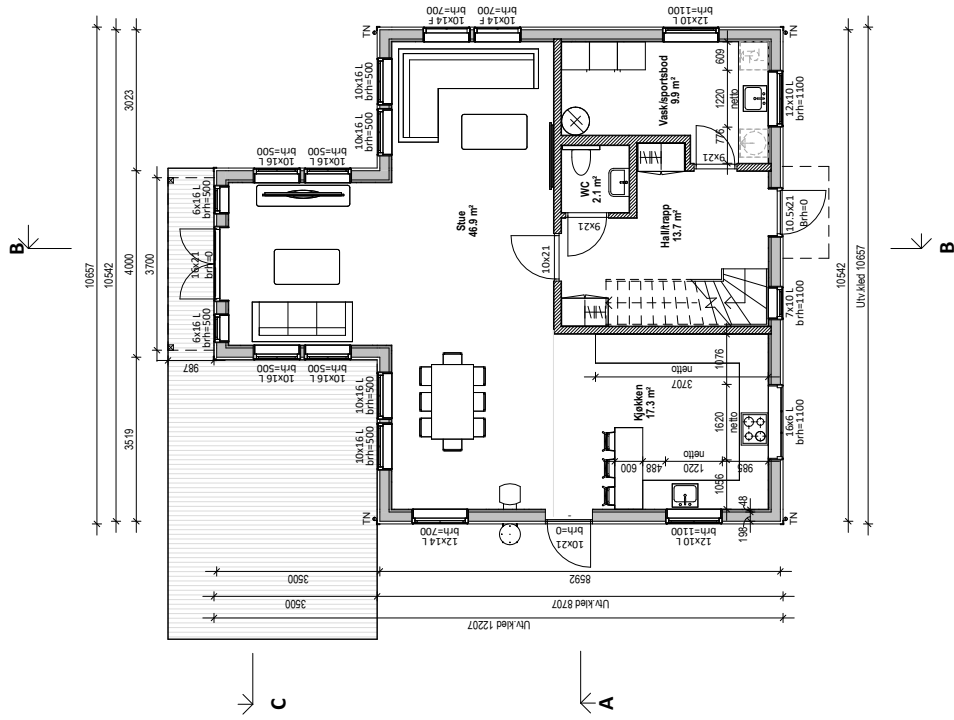 B
10657
10542
3023
4000
3519
3700
987
TN
10x14 F
brh=700
10x14 F
brh=700
12x10 L
brh=1100
TN
10x16 L
brh=500
10x16 L
brh=500
10x16 L
brh=500
10x16 L
brh=500
6x16 L
brh=500
16x21
brh=0
6x16 L
brh=500
10x16 L
brh=500
10x16 L
brh=500
10x16 L
brh=500
10x16 L
brh=500
Stue
46.9 m²
Vask/sportsbod
9.9 m²
609
1220
netto
776
12x10 L
brh=1100
9x21
WC
2.1 m²
9x21
Hall/trapp
13.7 m²
10x21
10.5x21
Brh=0
7x10 L
brh=1100
Kjøkken
17.3 m²
1076
netto
3707
1620
netto
16x6 L
brh=1100
netto
600
488
1220
985
1056
48
198
TN
12x14 L
brh=700
10x21
brh=0
12x10 L
brh=1100
TN
10542
Utv.kled 10657
B
3500
8592
3500
Utv.kled 8707
Utv.kled 12207
C
A